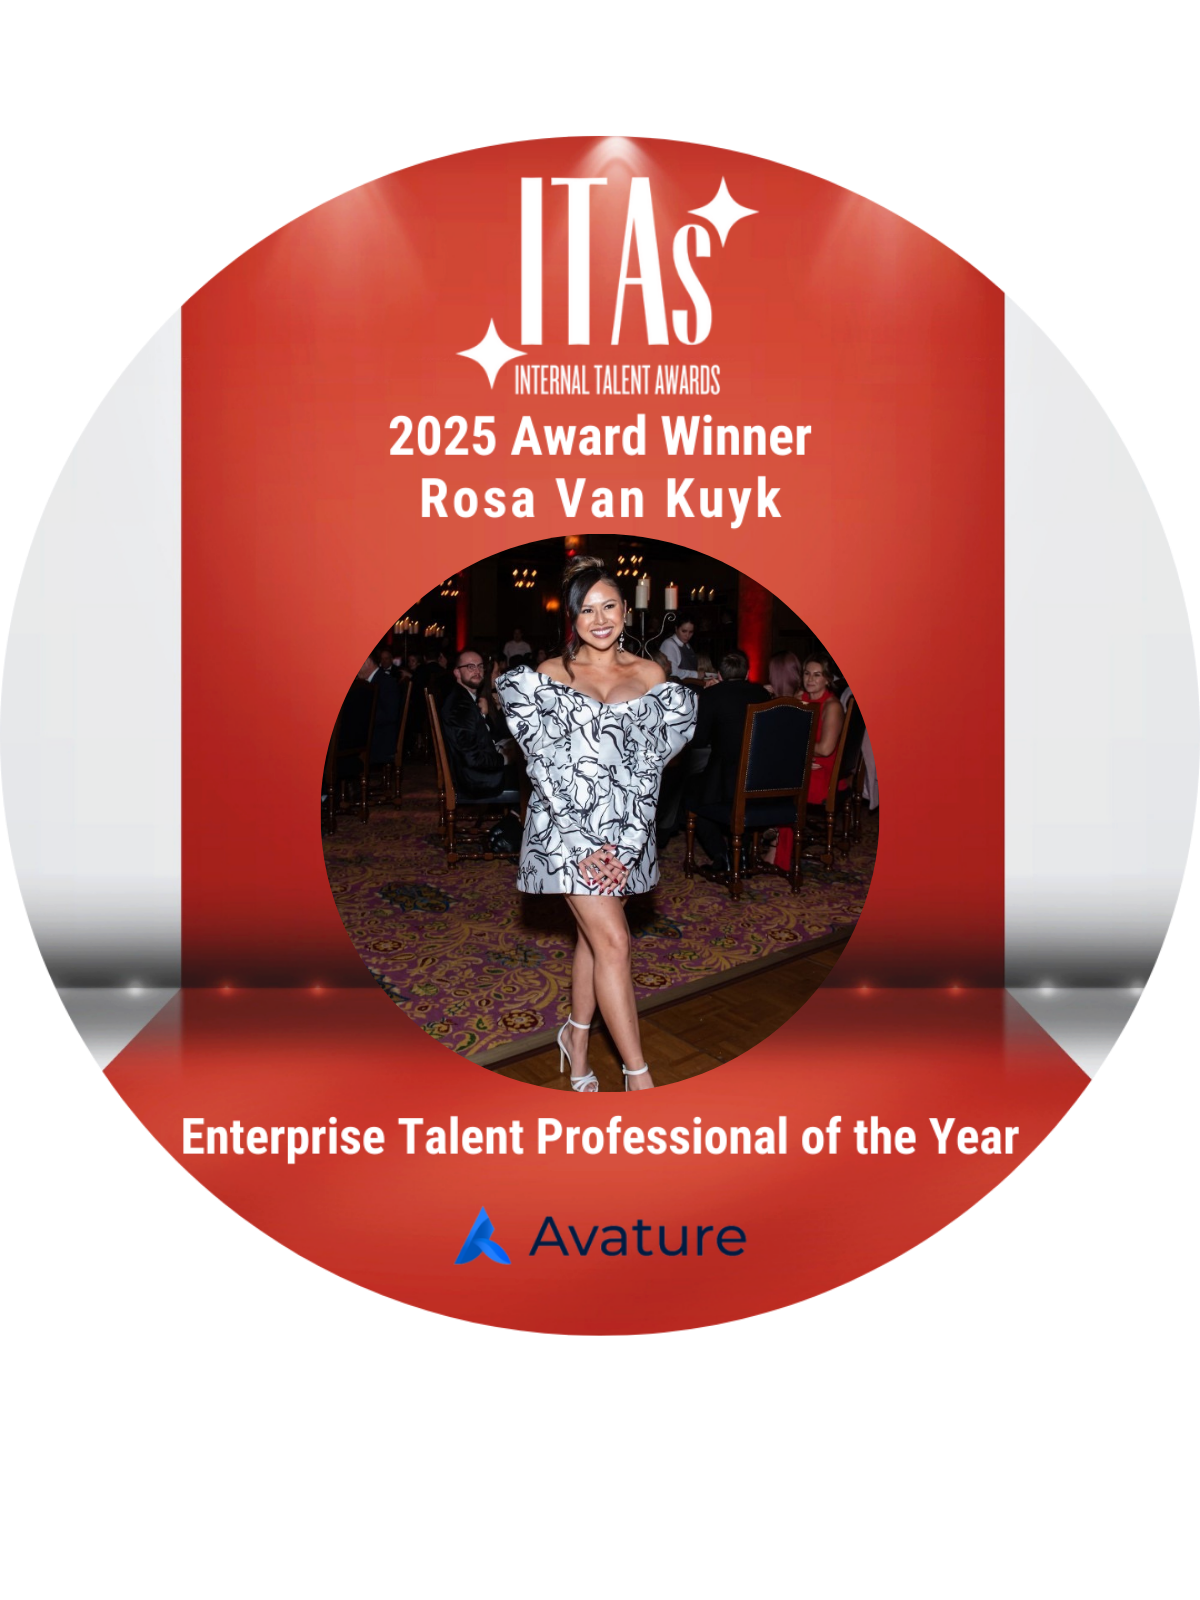 ITAs
INTERNAL TALENT AWARDS
2025 Award Winner
Rosa Van Kuyk
Enterprise Talent Professional of the Year
Avature